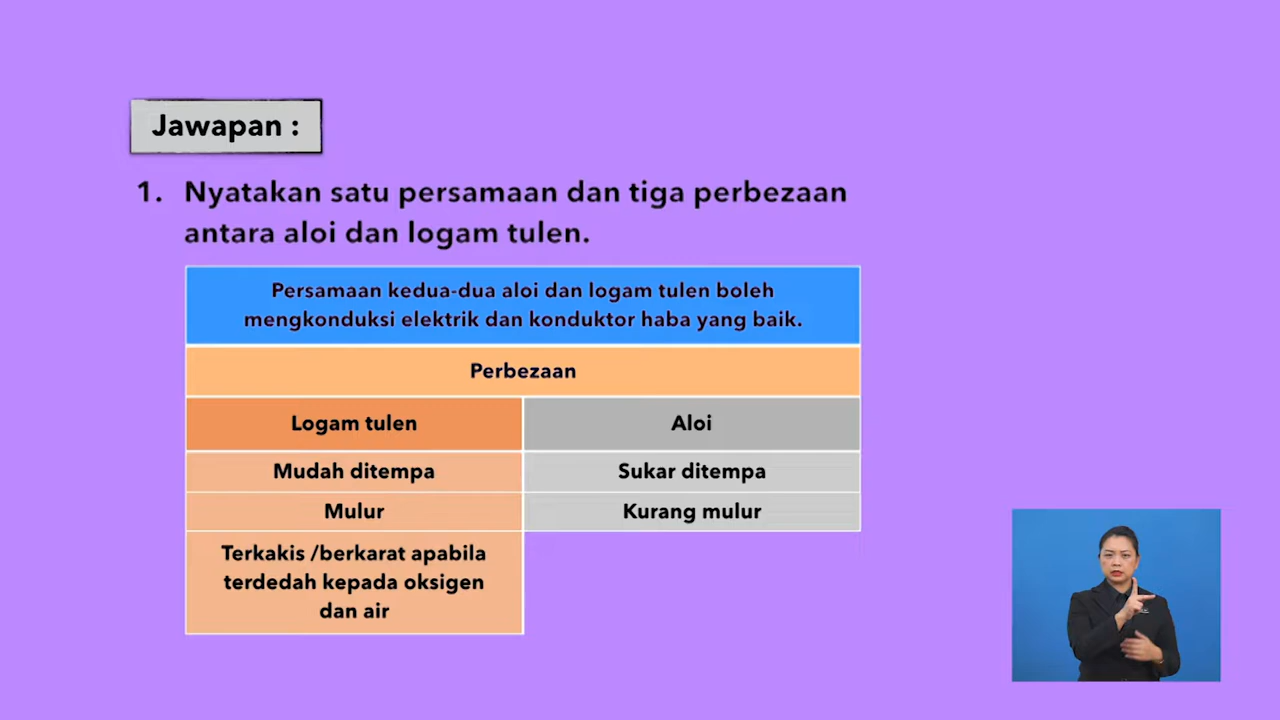 Jawapan :
1. Nyatakan satu persamaan dan tiga perbezaan
antara aloi dan logam tulen.
Persamaan kedua-dua aloi dan logam tulen boleh
mengkonduksi elektrik dan konduktor haba yang baik.
Perbezaan
Logam tulen
Aloi
Mudah ditempa
Sukar ditempa
Mulur
Kurang mulur
Terkakis /berkarat apabila
terdedah kepada oksigen
dan air